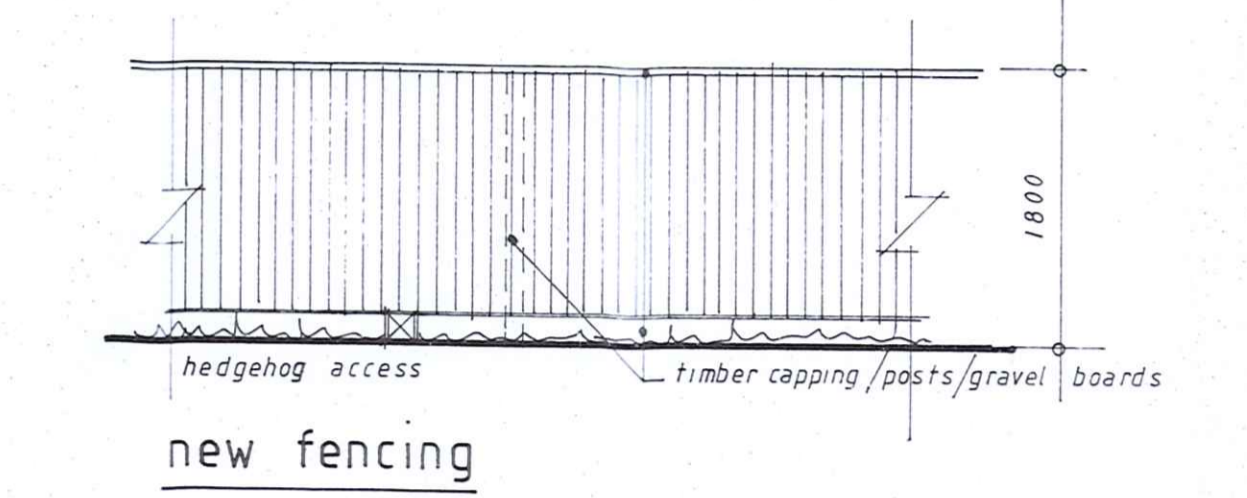 1800
hedgehog access
timber capping/posts/gravel boards
new fencing